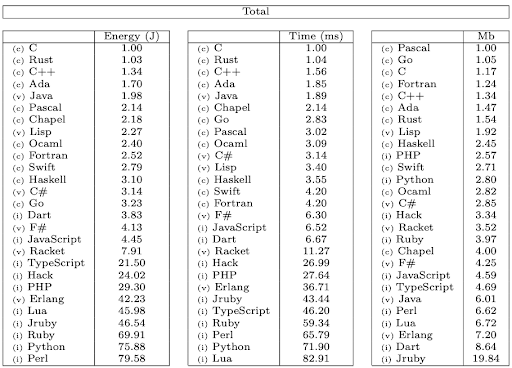 Total
Energy (J)
(c) C 1.00
(c) Rust 1.03
(c) C++ 1.34
(c) Ada 1.70
(v) Java 1.98
(c) Pascal 2.14
(c) Chapel 2.18
(v) Lisp 2.27
(c) Ocaml 2.40
(c) Fortran 2.52
(c) Swift 2.79
(c) Haskell 3.10
(v) C# 3.14
(c) Go 3.23
(i) Dart 3.83
(v) F# 4.13
(i) JavaScript 4.45
(v) Racket 7.91
(i) TypeScript 21.50
(i) Hack 24.02
(i) PHP 29.30
(v) Erlang 42.23
(i) Lua 45.98
(i) Jruby 46.54
(i) Ruby 69.91
(i) Python 75.88
(i) Perl 79.58
Time (ms)
(c) C 1.00
(c) Rust 1.04
(c) C++ 1.56
(c) Ada 1.85
(v) Java 1.89
(c) Chapel 2.14
(c) Go 2.83
(c) Pascal 3.02
(c) Ocaml 3.09
(v) C# 3.14
(v) Lisp 3.40
(c) Haskell 3.55
(c) Swift 4.20
(c) Fortran 4.20
(v) F# 6.30
(i) JavaScript 6.52
(i) Dart 6.67
(v) Racket 11.27
(i) Hack 26.99
(i) PHP 27.64
(v) Erlang 36.71
(i) Jruby 43.44
(i) TypeScript 46.20
(i) Ruby 59.34
(i) Perl 65.79
(i) Python 71.90
(i) Lua 82.91
Mb
(c) Pascal 1.00
(c) Go 1.05
(c) C 1.17
(c) Fortran 1.24
(c) C++ 1.34
(c) Ada 1.47
(c) Rust 1.54
(v) Lisp 1.92
(c) Haskell 2.45
(i) PHP 2.57
(c) Swift 2.71
(i) Python 2.80
(c) Ocaml 2.82
(v) C# 2.85
(i) Hack 3.34
(v) Racket 3.52
(i) Ruby 3.97
(c) Chapel 4.00
(v) F# 4.25
(i) JavaScript 4.59
(i) TypeScript 4.69
(v) Java 6.01
(i) Perl 6.62
(i) Lua 6.72
(v) Erlang 7.20
(i) Dart 8.64
(i) Jruby 19.84